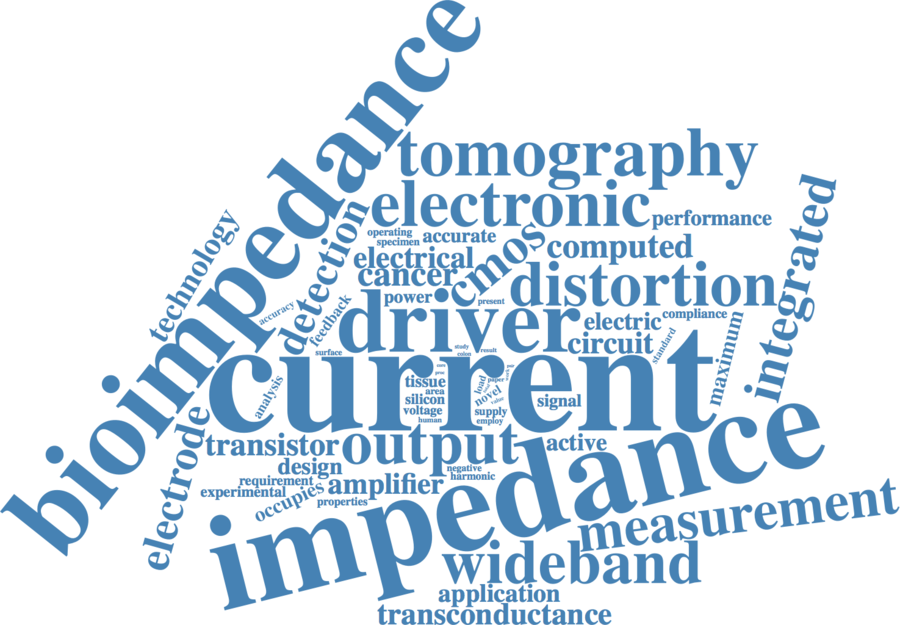 bioimpedance
tomography
electronic
performance
integrated
technology
detection
operating
specimen
accurate
electrical
cancer
cmos
computed
distortion
power
present
accuracy
feedback
driver
electric
compliance
circuit
standard
maximum
surface
study
colon
result
current
analysis
tissue
area
silicon
voltage
human
load
paper
novel
value
supply
employ
signal
electrode
transistor
output
active
design
negative
harmonic
requirement
experimental
occupies
amplifier
properties
impedance
measurement
wideband
application
transconductance